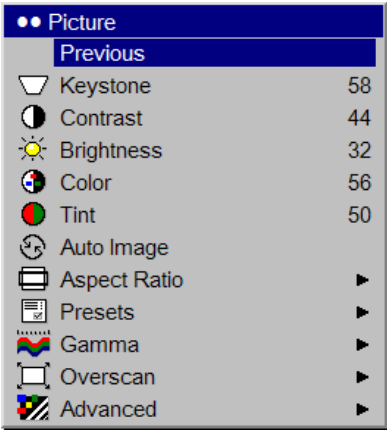 Picture
Previous
Keystone 58
Contrast 44
Brightness 32
Color 56
Tint 50
Auto Image
Aspect Ratio
Presets
Gamma
Overscan
Advanced